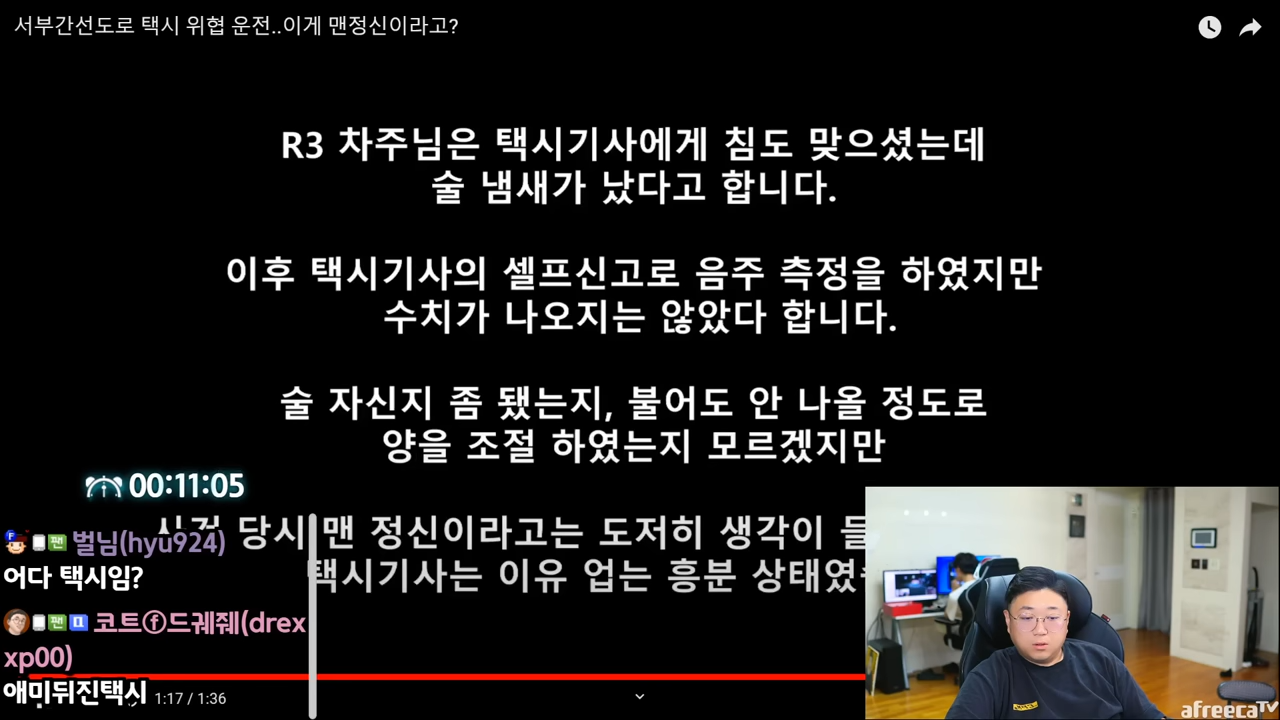 서부간선도로 택시 위협 운전..이게 맨정신이라고?
R3 차주님은 택시기사에게 침도 맞으셨는데
술 냄새가 났다고 합니다.
이후 택시기사의 셀프신고로 음주 측정을 하였지만
수치가 나오지는 않았다 합니다.
술 자신지 좀 됐는지, 불어도 안 나올 정도로
양을 조절 하였는지 모르겠지만
당시 맨 정신이라고는 도저히 생각이
택시기사는 이유 없는 흥분
00:11:05
팬 벌님(hyu924)
어다 택시임?
팬 코트ⓕ드궤줴(drex
xp00)
애미뒤진택시
1:17 / 1:36
afreecaTV